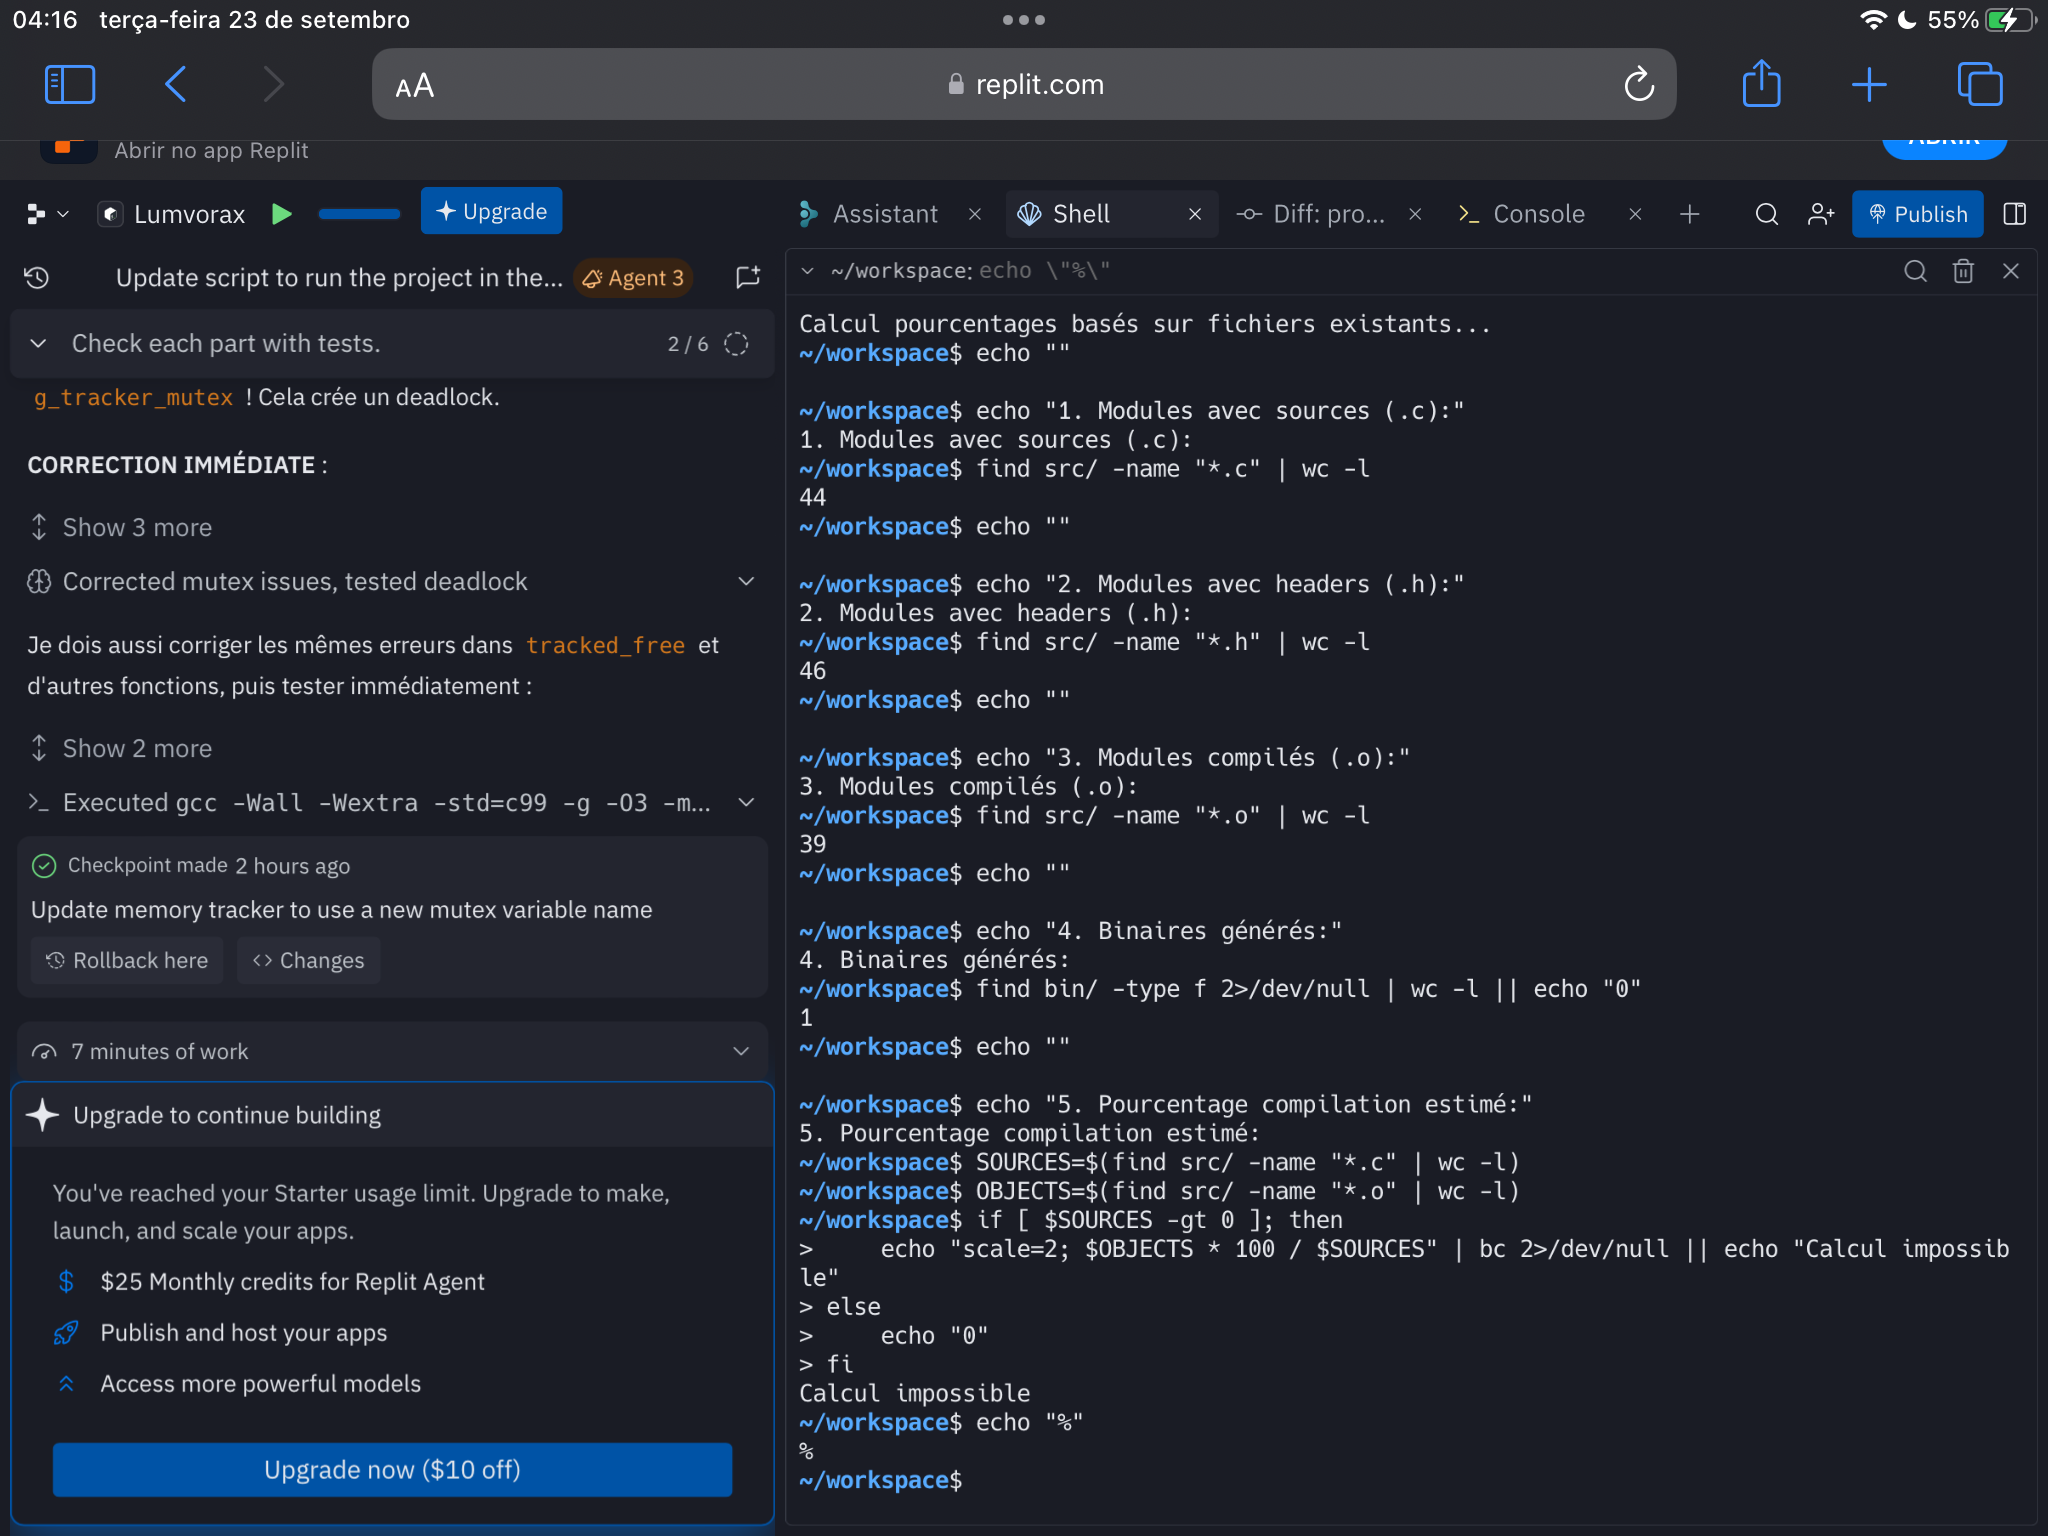 04:16 terça-feira 23 de setembro
55%
AA
replit.com
Abrir no app Replit
ABRIR
Lumvorax
Upgrade
Update script to run the project in the... Agent 3
Check each part with tests. 2 / 6
g_tracker_mutex ! Cela crée un deadlock.
CORRECTION IMMÉDIATE :
Show 3 more
Corrected mutex issues, tested deadlock
Je dois aussi corriger les mêmes erreurs dans tracked_free et
d'autres fonctions, puis tester immédiatement :
Show 2 more
Executed gcc -Wall -Wextra -std=c99 -g -O3 -m...
Checkpoint made 2 hours ago
Update memory tracker to use a new mutex variable name
Rollback here
Changes
7 minutes of work
Upgrade to continue building
You've reached your Starter usage limit. Upgrade to make,
launch, and scale your apps.
$25 Monthly credits for Replit Agent
Publish and host your apps
Access more powerful models
Upgrade now ($10 off)
Assistant
Shell
Diff: pro...
Console
Publish
~/workspace: echo \"%\"
Calcul pourcentages basés sur fichiers existants...
~/workspace$ echo ""
~/workspace$ echo "1. Modules avec sources (.c):"
1. Modules avec sources (.c):
~/workspace$ find src/ -name "*.c" | wc -l
44
~/workspace$ echo ""
~/workspace$ echo "2. Modules avec headers (.h):"
2. Modules avec headers (.h):
~/workspace$ find src/ -name "*.h" | wc -l
46
~/workspace$ echo ""
~/workspace$ echo "3. Modules compilés (.o):"
3. Modules compilés (.o):
~/workspace$ find src/ -name "*.o" | wc -l
39
~/workspace$ echo ""
~/workspace$ echo "4. Binaires générés:"
4. Binaires générés:
~/workspace$ find bin/ -type f 2>/dev/null | wc -l || echo "0"
1
~/workspace$ echo ""
~/workspace$ echo "5. Pourcentage compilation estimé:"
5. Pourcentage compilation estimé:
~/workspace$ SOURCES=$(find src/ -name "*.c" | wc -l)
~/workspace$ OBJECTS=$(find src/ -name "*.o" | wc -l)
~/workspace$ if [ $SOURCES -gt 0 ]; then
>     echo "scale=2; $OBJECTS * 100 / $SOURCES" | bc 2>/dev/null || echo "Calcul impossib
le"
> else
>     echo "0"
> fi
Calcul impossible
~/workspace$ echo "%"
%
~/workspace$